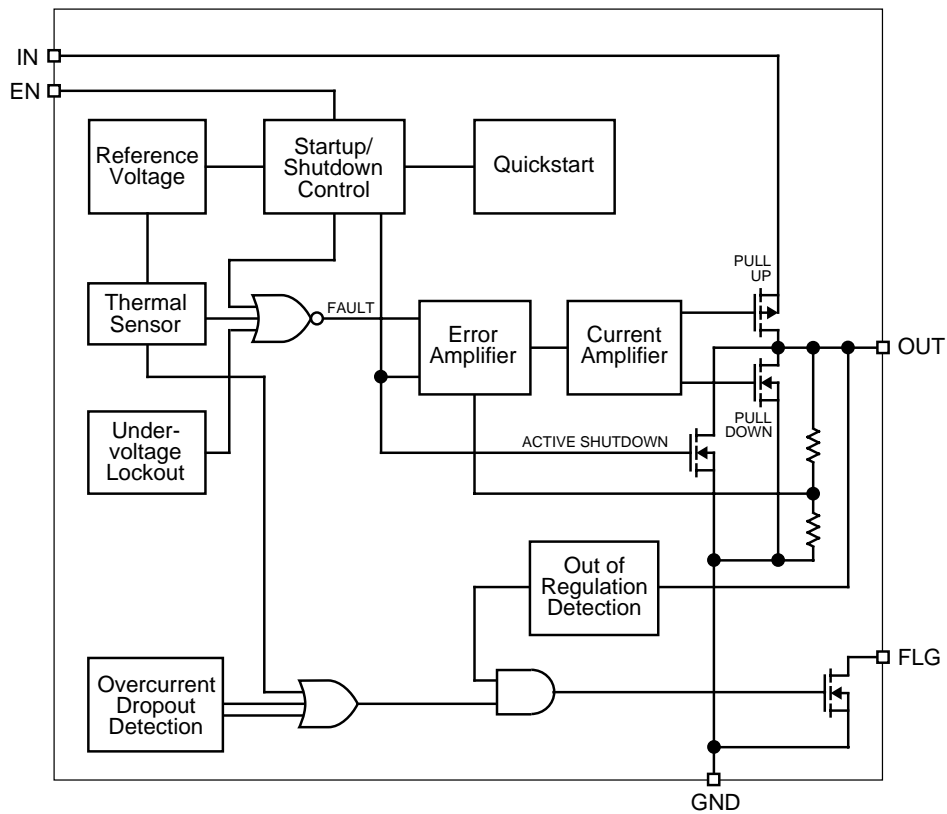 IN
EN
Reference
Voltage
Startup/
Shutdown
Control
Quickstart
PULL
UP
Thermal
Sensor
FAULT
Error
Amplifier
Current
Amplifier
OUT
PULL
DOWN
Under-
voltage
Lockout
ACTIVE SHUTDOWN
Out of
Regulation
Detection
FLG
Overcurrent
Dropout
Detection
GND